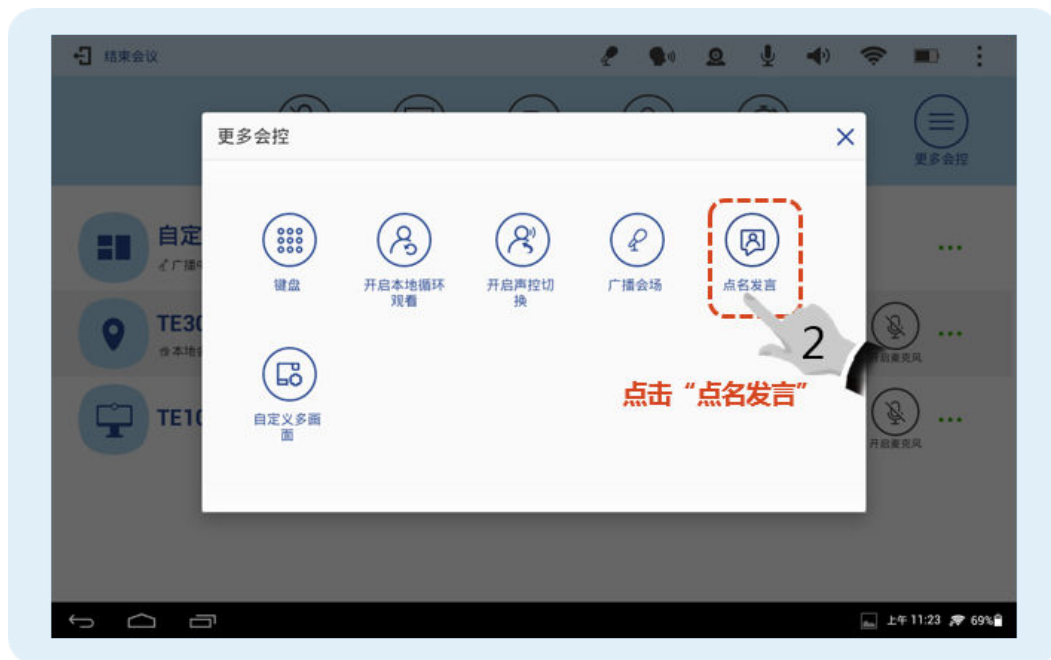 结束会议
更多会控
更多会控
自定
广播
键盘
开启本地循环
观看
开启声控切
换
广播会场
点名发言
TE30
本地
开启麦克风
2
点击“点名发言”
自定义多画
面
TE10
开启麦克风
上午 11:23
69%